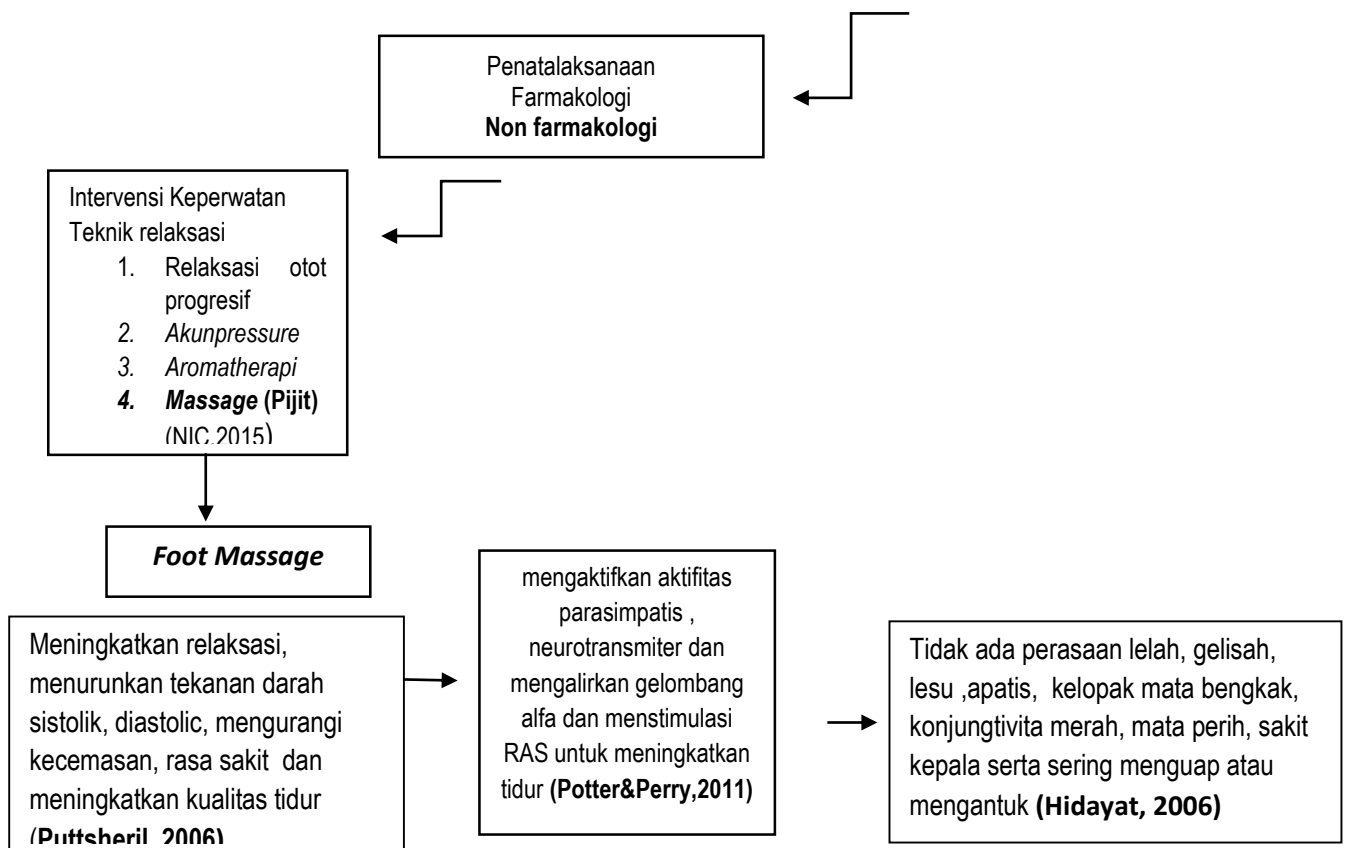 Penatalaksanaan
Farmakologi
Non farmakologi
Intervensi Keperwatan
Teknik relaksasi
1. Relaksasi otot
progresif
2. Akunpressure
3. Aromatherapi
4. Massage (Pijit)
(NIC.2015)
Foot Massage
Meningkatkan relaksasi,
menurunkan tekanan darah
sistolik, diastolic, mengurangi
kecemasan, rasa sakit dan
meningkatkan kualitas tidur
(Puttsheril, 2006)
mengaktifkan aktifitas
parasimpatis ,
neurotransmiter dan
mengalirkan gelombang
alfa dan menstimulasi
RAS untuk meningkatkan
tidur (Potter&Perry,2011)
Tidak ada perasaan lelah, gelisah,
lesu ,apatis, kelopak mata bengkak,
konjungtivita merah, mata perih, sakit
kepala serta sering menguap atau
mengantuk (Hidayat, 2006)